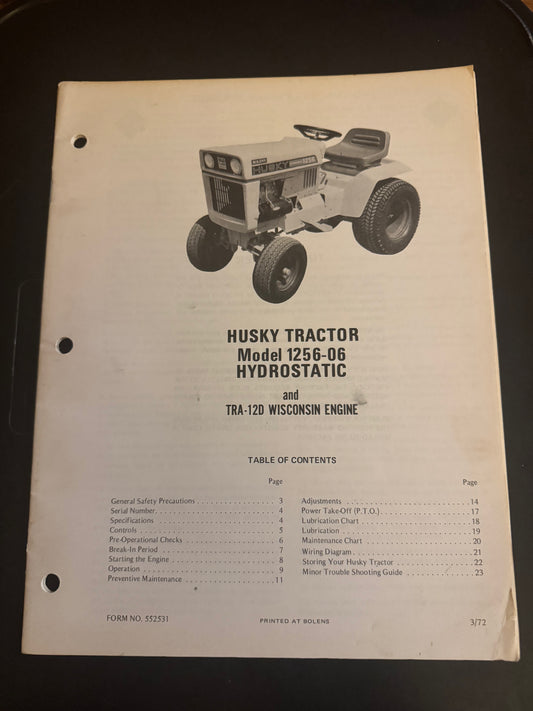 HUSKY 1256
HUSKY TRACTOR
Model 1256-06
HYDROSTATIC
and
TRA-12D WISCONSIN ENGINE
TABLE OF CONTENTS
Page
General Safety Precautions . . . . . . . . . . . . . . . . 3
Serial Number. . . . . . . . . . . . . . . . . . . . . . . . . 4
Specifications . . . . . . . . . . . . . . . . . . . . . . . . . 4
Controls . . . . . . . . . . . . . . . . . . . . . . . . . . . . 5
Pre-Operational Checks . . . . . . . . . . . . . . . . . . 6
Break-In Period . . . . . . . . . . . . . . . . . . . . . . . 7
Starting the Engine . . . . . . . . . . . . . . . . . . . . . 8
Operation . . . . . . . . . . . . . . . . . . . . . . . . . . . 9
Preventive Maintenance . . . . . . . . . . . . . . . . . . 11
Page
Adjustments . . . . . . . . . . . . . . . . . . . . . . . . . 14
Power Take-Off (P.T.O.) . . . . . . . . . . . . . . . . . . 17
Lubrication Chart . . . . . . . . . . . . . . . . . . . . . . 18
Lubrication . . . . . . . . . . . . . . . . . . . . . . . . . . 19
Maintenance Chart . . . . . . . . . . . . . . . . . . . . . 20
Wiring Diagram. . . . . . . . . . . . . . . . . . . . . . . . 21
Storing Your Husky Tractor . . . . . . . . . . . . . . . . 22
Minor Trouble Shooting Guide . . . . . . . . . . . . . . 23
FORM NO. 552531
PRINTED AT BOLENS
3/72